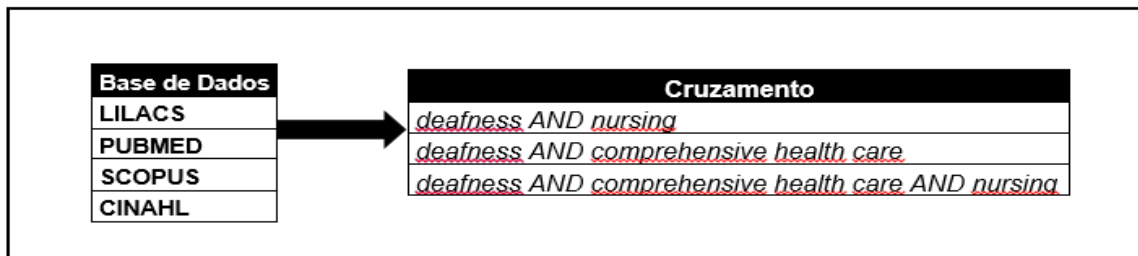 Base de Dados
LILACS
PUBMED
SCOPUS
CINAHL
Cruzamento
deafness AND nursing
deafness AND comprehensive health care
deafness AND comprehensive health care AND nursing